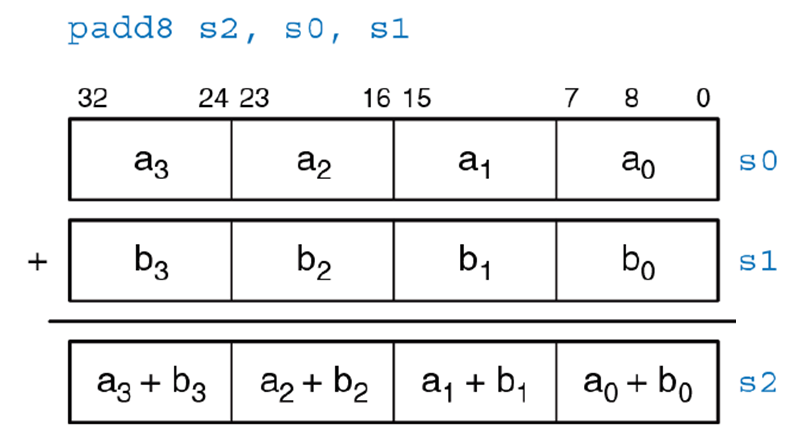 padd8 s2, s0, s1
32 24 23 16 15 7 8 0
a3 a2 a1 a0 s0
+ b3 b2 b1 b0 s1
a3 + b3 a2 + b2 a1 + b1 a0 + b0 s2